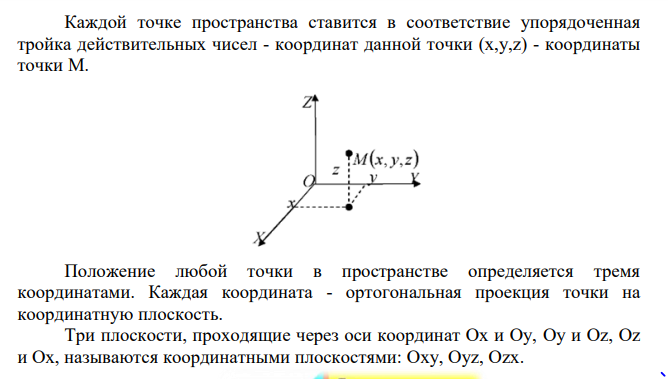 Каждой точке пространства ставится в соответствие упорядоченная
тройка действительных чисел - координат данной точки (x,y,z) - координаты
точки М.
Z
M(x, y, z)
z
O
y
Y
x
X
Положение любой точки в пространстве определяется тремя
координатами. Каждая координата - ортогональная проекция точки на
координатную плоскость.
Три плоскости, проходящие через оси координат Ox и Oy, Oy и Oz, Oz
и Ox, называются координатными плоскостями: Oxy, Oyz, Ozx.